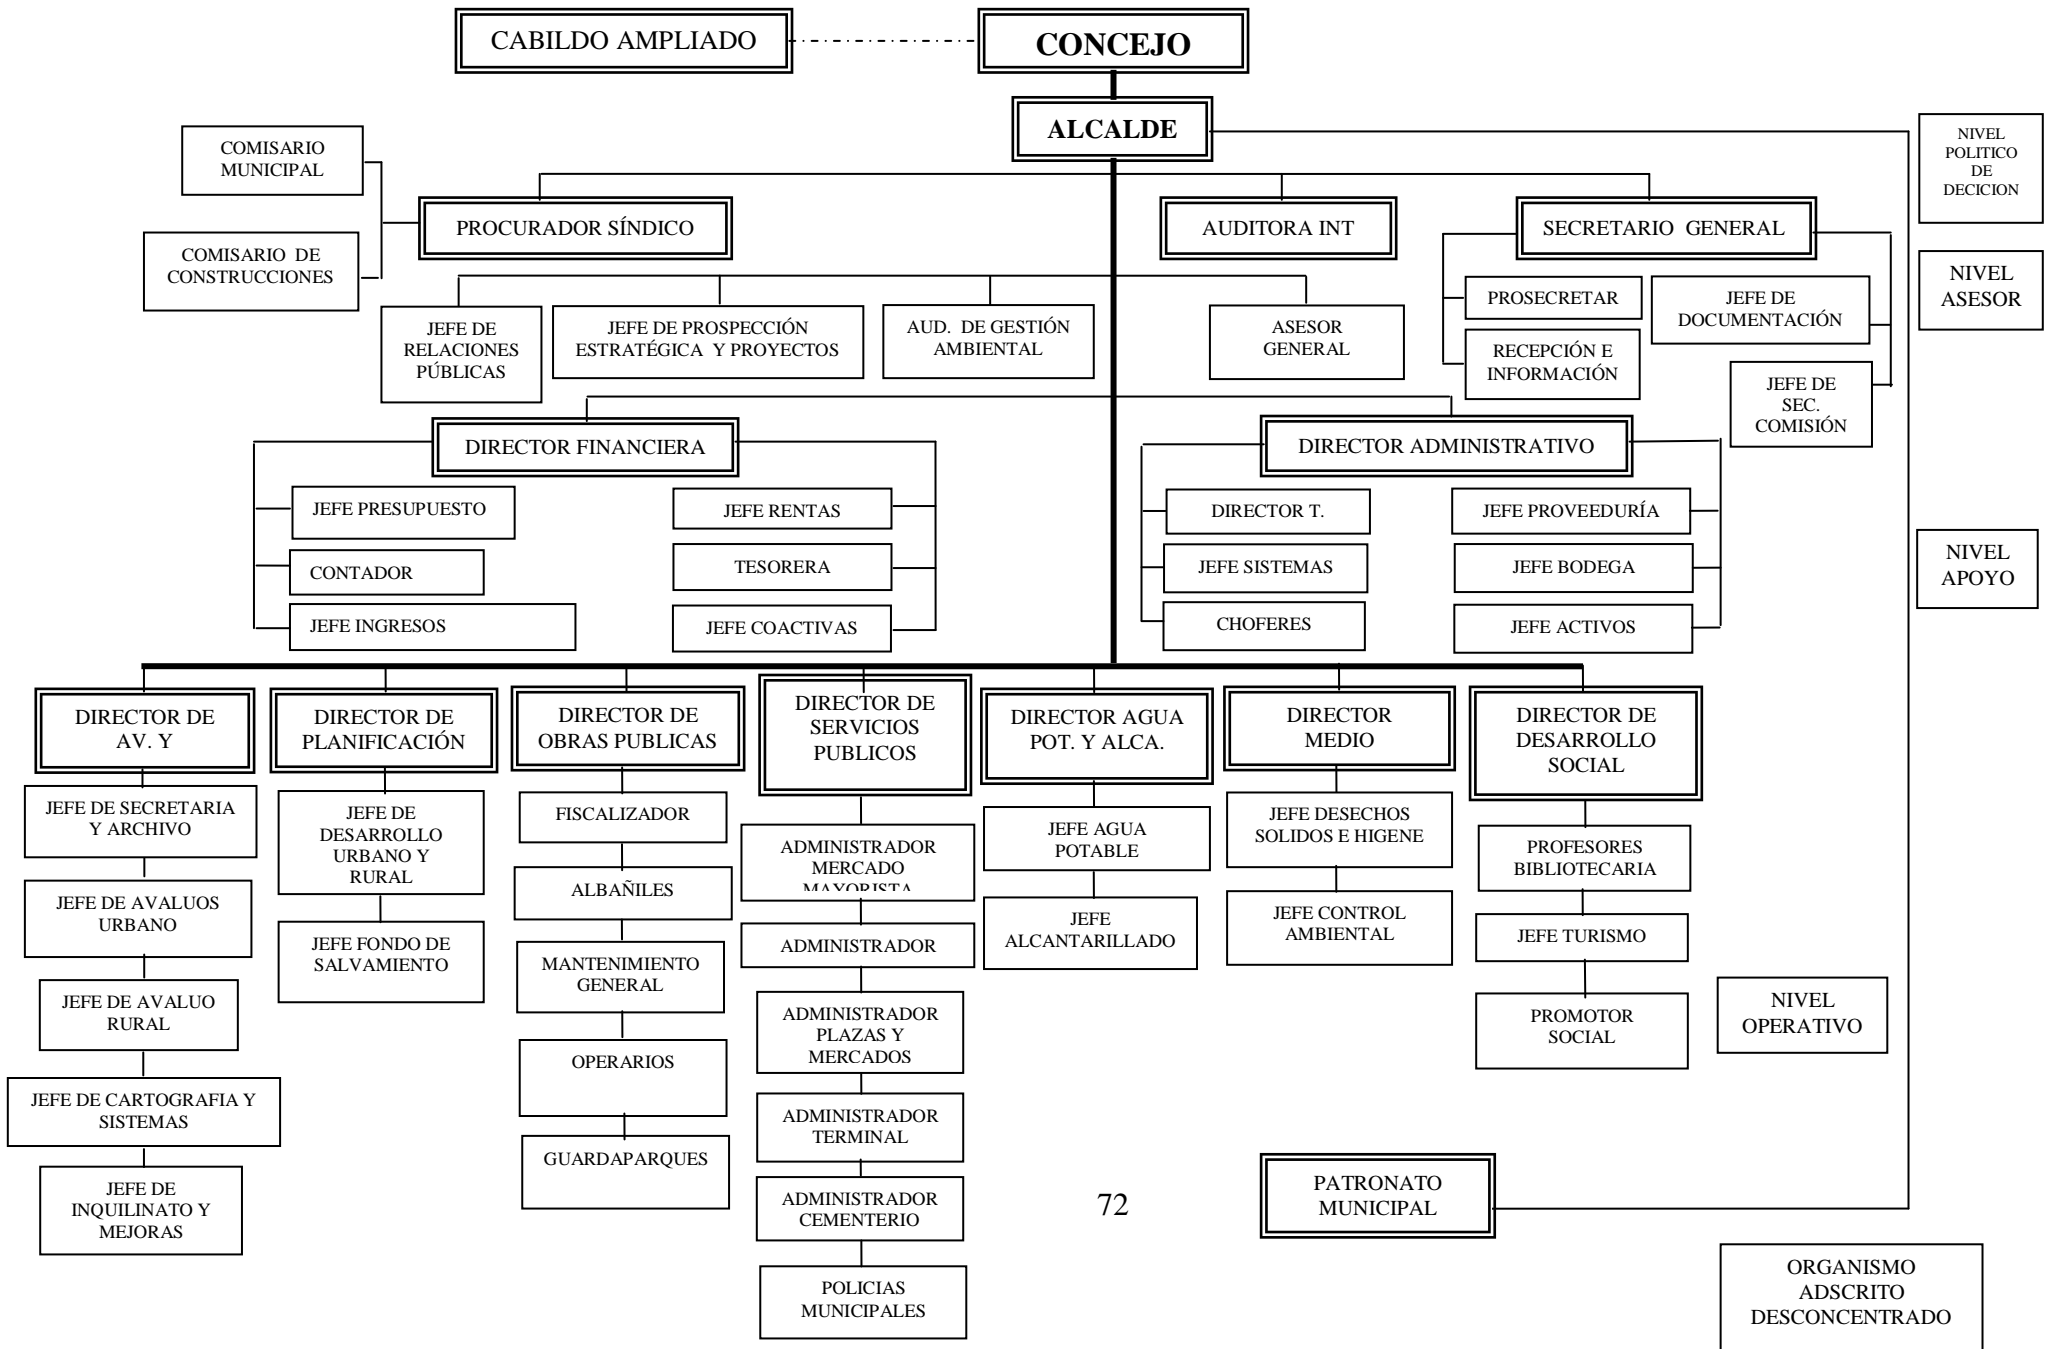 CABILDO AMPLIADO
CONCEJO
ALCALDE
COMISARIO
MUNICIPAL
NIVEL
POLITICO
DE
DECICION
PROCURADOR SÍNDICO
AUDITORA INT
SECRETARIO GENERAL
COMISARIO DE
CONSTRUCCIONES
NIVEL
ASESOR
JEFE DE
RELACIONES
PÚBLICAS
JEFE DE PROSPECCIÓN
ESTRATÉGICA Y PROYECTOS
AUD. DE GESTIÓN
AMBIENTAL
ASESOR
GENERAL
PROSECRETAR
JEFE DE
DOCUMENTACIÓN
RECEPCIÓN E
INFORMACIÓN
JEFE DE
SEC.
COMISIÓN
DIRECTOR FINANCIERA
DIRECTOR ADMINISTRATIVO
JEFE PRESUPUESTO
JEFE RENTAS
DIRECTOR T.
JEFE PROVEEDURÍA
CONTADOR
TESORERA
JEFE SISTEMAS
JEFE BODEGA
NIVEL
APOYO
JEFE INGRESOS
JEFE COACTIVAS
CHOFERES
JEFE ACTIVOS
DIRECTOR DE
AV. Y
DIRECTOR DE
PLANIFICACIÓN
DIRECTOR DE
OBRAS PUBLICAS
DIRECTOR DE
SERVICIOS
PUBLICOS
DIRECTOR AGUA
POT. Y ALCA.
DIRECTOR
MEDIO
DIRECTOR DE
DESARROLLO
SOCIAL
JEFE DE SECRETARIA
Y ARCHIVO
JEFE DE AVALUOS
URBANO
JEFE DE AVALUO
RURAL
JEFE DE CARTOGRAFIA Y
SISTEMAS
JEFE DE
INQUILINATO Y
MEJORAS
JEFE DE
DESARROLLO
URBANO Y
RURAL
JEFE FONDO DE
SALVAMIENTO
FISCALIZADOR
ALBAÑILES
MANTENIMIENTO
GENERAL
OPERARIOS
GUARDAPARQUES
ADMINISTRADOR
MERCADO
MAYORISTA
ADMINISTRADOR
ADMINISTRADOR
PLAZAS Y
MERCADOS
ADMINISTRADOR
TERMINAL
ADMINISTRADOR
CEMENTERIO
POLICIAS
MUNICIPALES
JEFE AGUA
POTABLE
JEFE
ALCANTARILLADO
JEFE DESECHOS
SOLIDOS E HIGENE
JEFE CONTROL
AMBIENTAL
PROFESORES
BIBLIOTECARIA
JEFE TURISMO
PROMOTOR
SOCIAL
NIVEL
OPERATIVO
72
PATRONATO
MUNICIPAL
ORGANISMO
ADSCRITO
DESCONCENTRADO